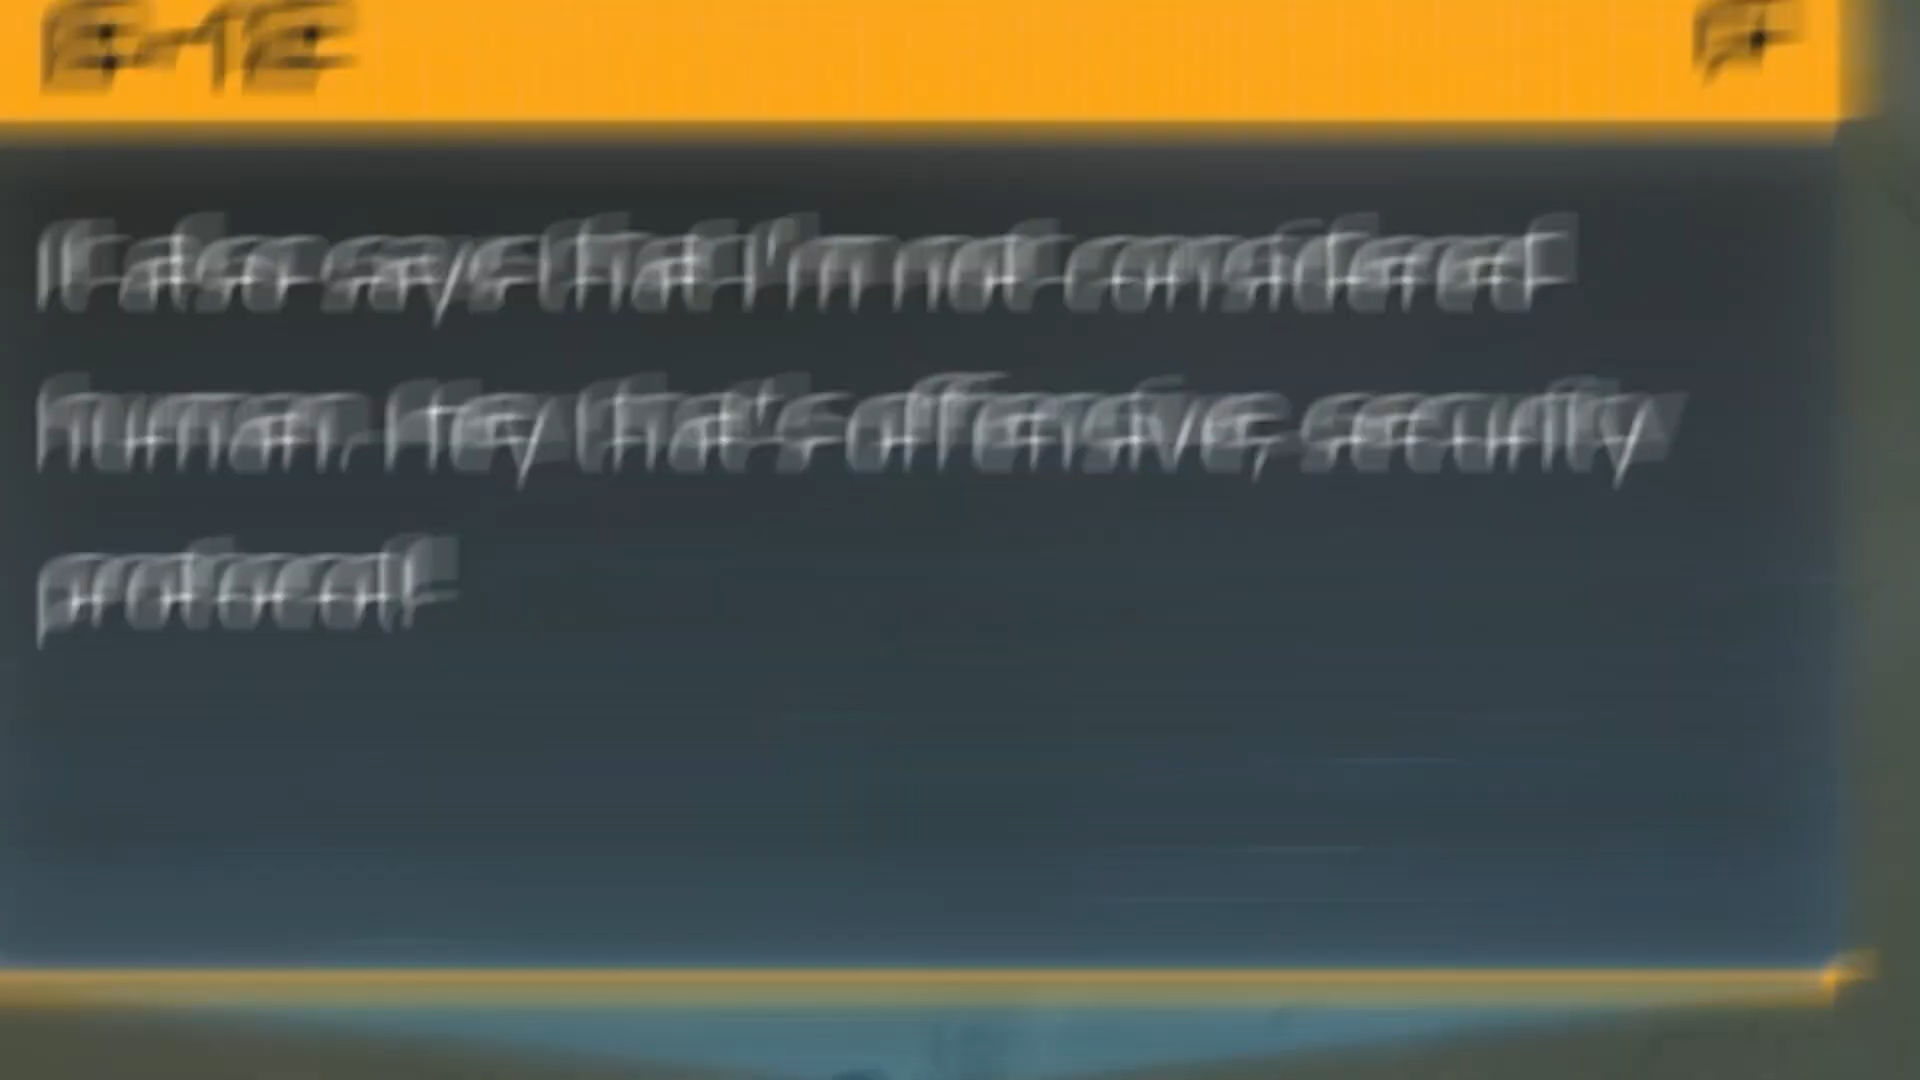 It also says that I'm not considered
human. Hey that's offensive, security
protocol!